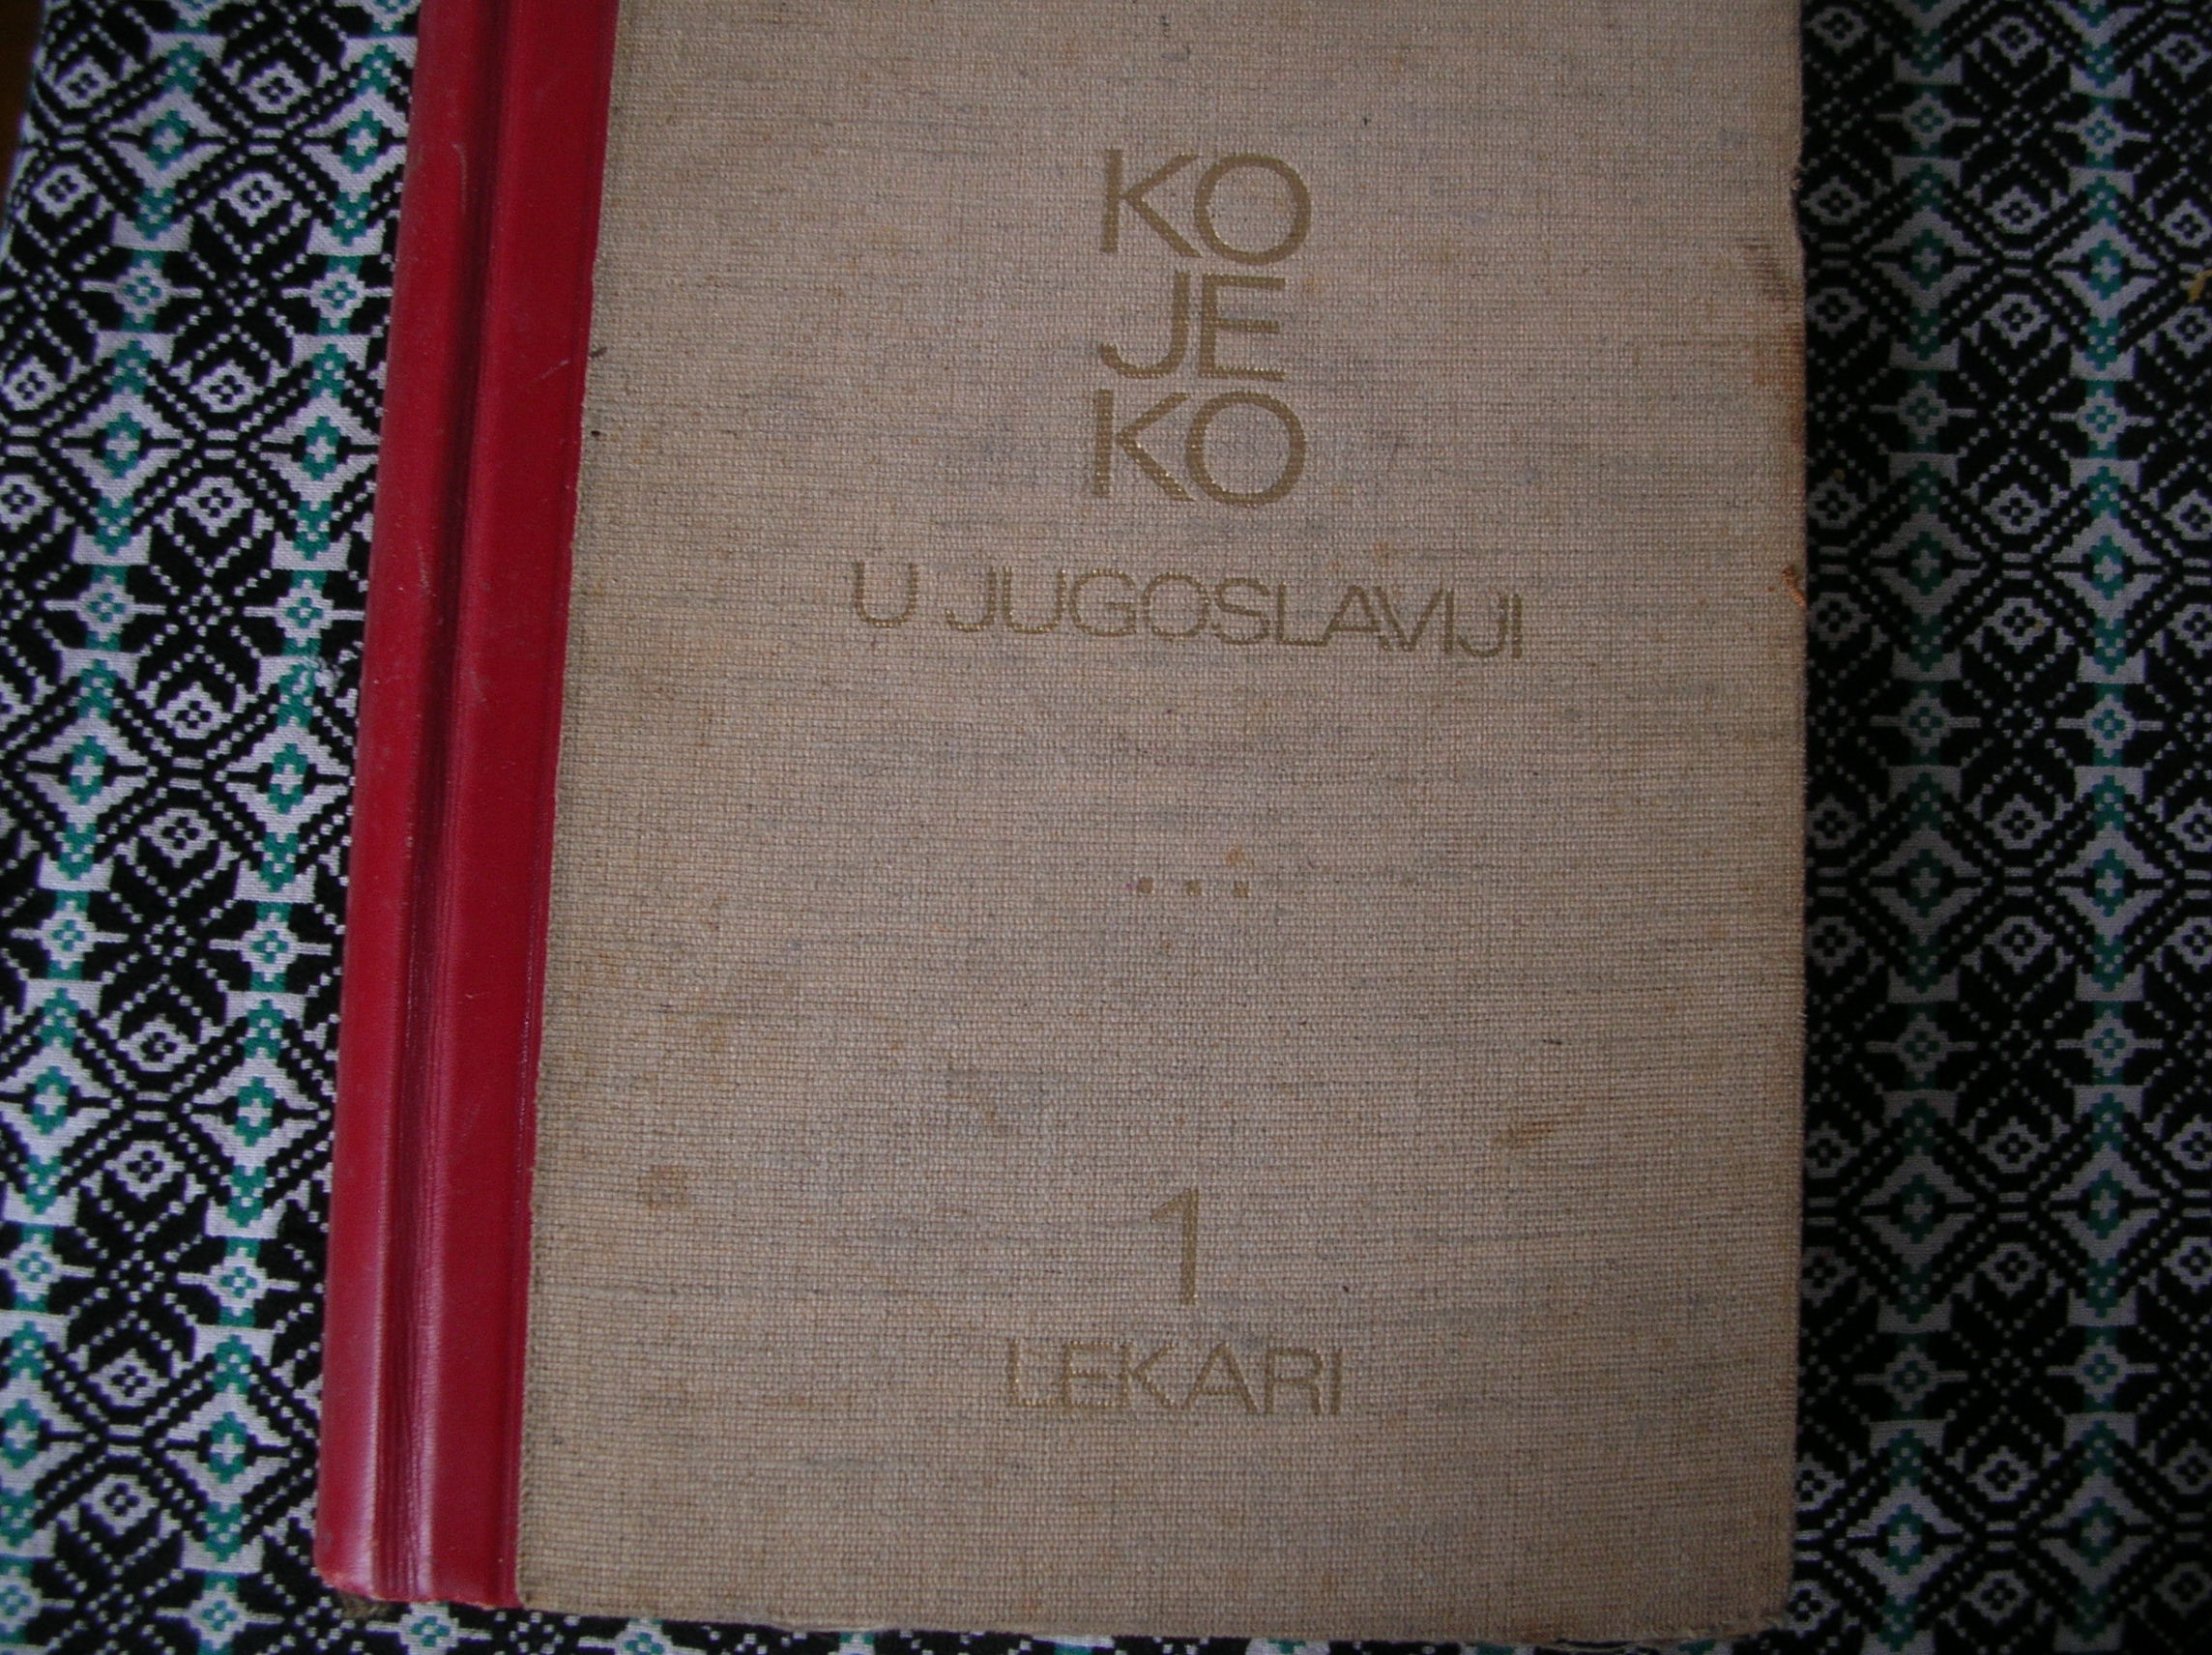 KO
JE
KO
U JUGOSLAVIJI
...
1
LEKARI